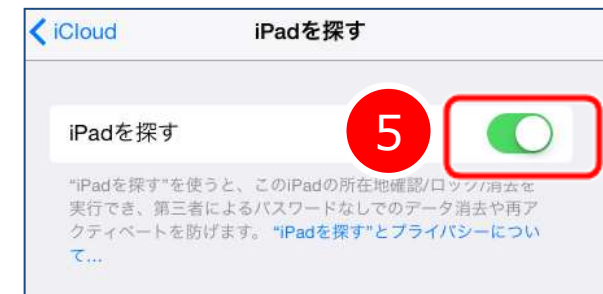 iCloud iPadを探す
iPadを探す 5
"iPadを探す"を使うと、このiPadの所在地確認/ロック/消去を
実行でき、第三者によるパスワードなしでのデータ消去や再ア
クティベートを防げます。 "iPadを探す"とプライバシーについ
て...